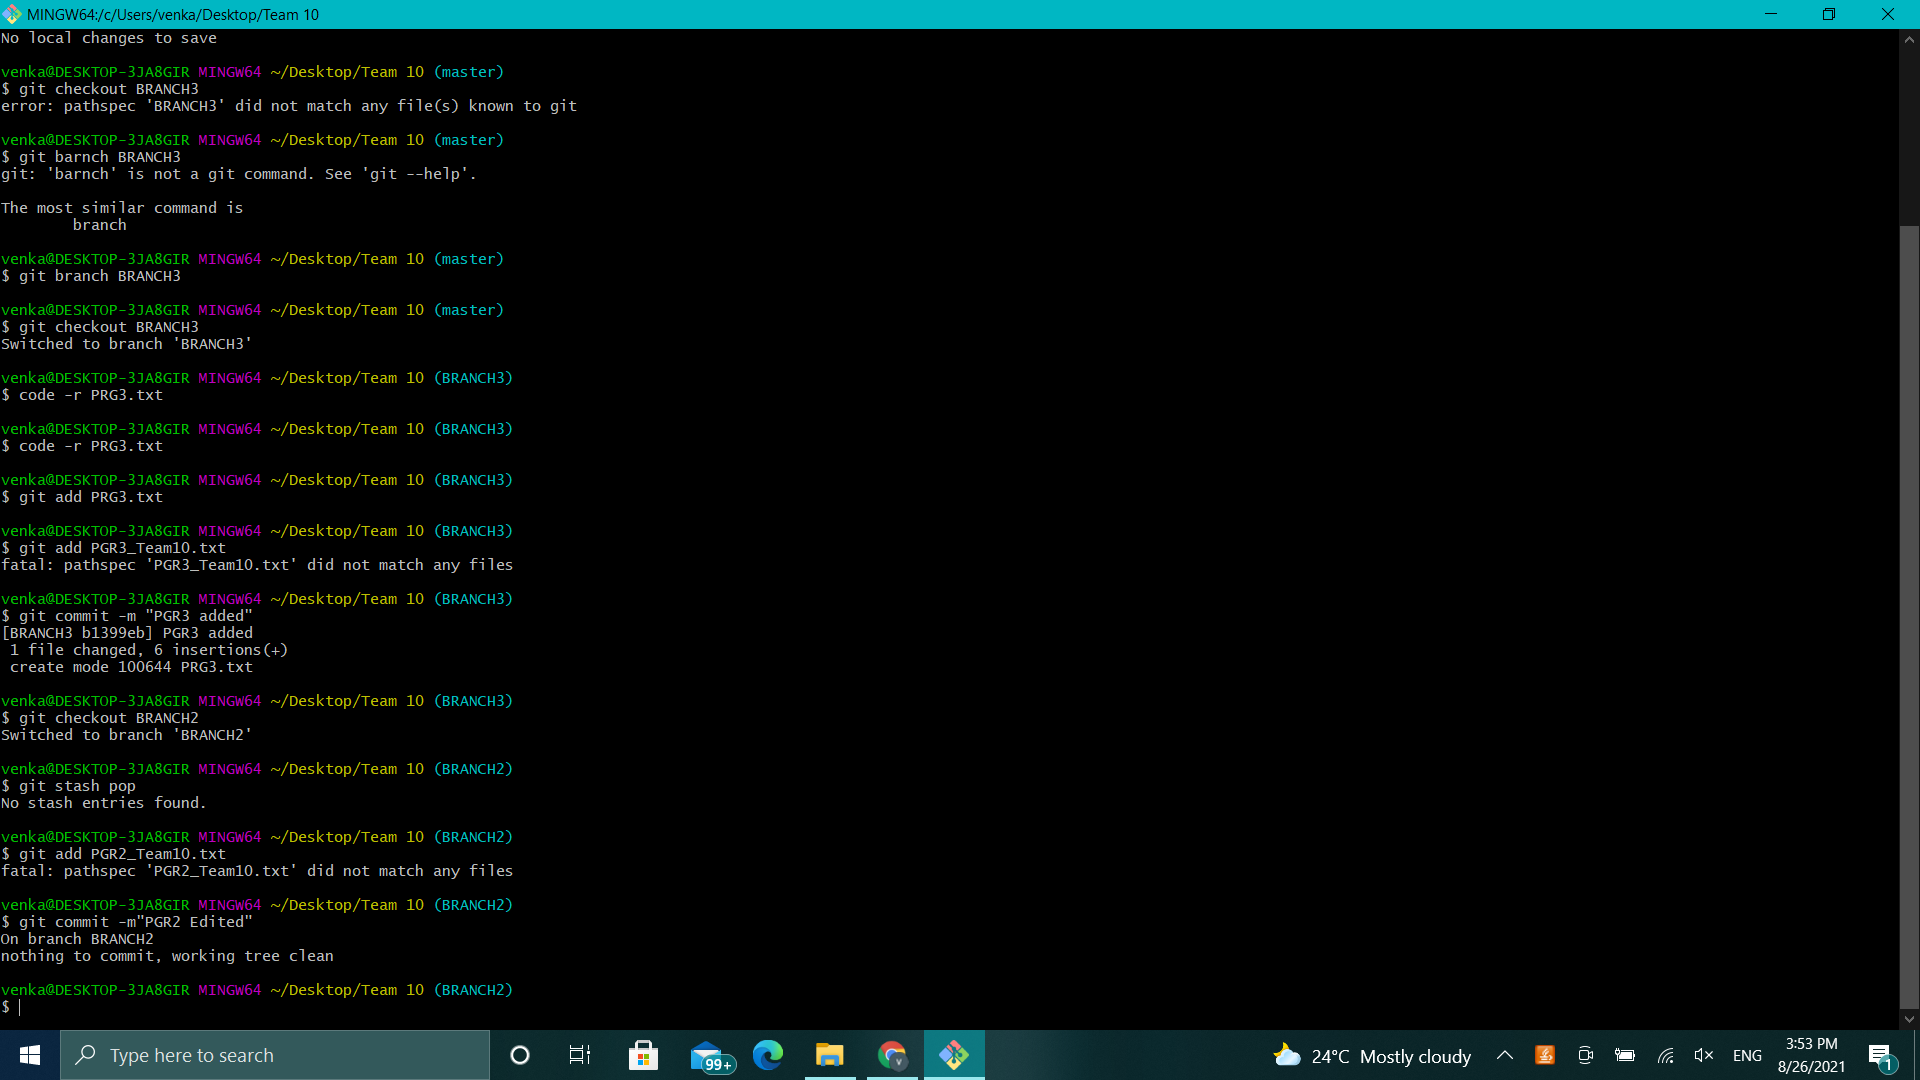 MINGW64:/c/Users/venka/Desktop/Team 10
No local changes to save
venka@DESKTOP-3JA8GIR MINGW64 ~/Desktop/Team 10 (master)
$ git checkout BRANCH3
error: pathspec 'BRANCH3' did not match any file(s) known to git
venka@DESKTOP-3JA8GIR MINGW64 ~/Desktop/Team 10 (master)
$ git barnch BRANCH3
git: 'barnch' is not a git command. See 'git --help'.
The most similar command is
branch
venka@DESKTOP-3JA8GIR MINGW64 ~/Desktop/Team 10 (master)
$ git branch BRANCH3
venka@DESKTOP-3JA8GIR MINGW64 ~/Desktop/Team 10 (master)
$ git checkout BRANCH3
Switched to branch 'BRANCH3'
venka@DESKTOP-3JA8GIR MINGW64 ~/Desktop/Team 10 (BRANCH3)
$ code -r PRG3.txt
venka@DESKTOP-3JA8GIR MINGW64 ~/Desktop/Team 10 (BRANCH3)
$ code -r PRG3.txt
venka@DESKTOP-3JA8GIR MINGW64 ~/Desktop/Team 10 (BRANCH3)
$ git add PRG3.txt
venka@DESKTOP-3JA8GIR MINGW64 ~/Desktop/Team 10 (BRANCH3)
$ git add PGR3_Team10.txt
fatal: pathspec 'PGR3_Team10.txt' did not match any files
venka@DESKTOP-3JA8GIR MINGW64 ~/Desktop/Team 10 (BRANCH3)
$ git commit -m "PGR3 added"
[BRANCH3 b1399eb] PGR3 added
1 file changed, 6 insertions(+)
create mode 100644 PRG3.txt
venka@DESKTOP-3JA8GIR MINGW64 ~/Desktop/Team 10 (BRANCH3)
$ git checkout BRANCH2
Switched to branch 'BRANCH2'
venka@DESKTOP-3JA8GIR MINGW64 ~/Desktop/Team 10 (BRANCH2)
$ git stash pop
No stash entries found.
venka@DESKTOP-3JA8GIR MINGW64 ~/Desktop/Team 10 (BRANCH2)
$ git add PGR2_Team10.txt
fatal: pathspec 'PGR2_Team10.txt' did not match any files
venka@DESKTOP-3JA8GIR MINGW64 ~/Desktop/Team 10 (BRANCH2)
$ git commit -m"PGR2 Edited"
On branch BRANCH2
nothing to commit, working tree clean
venka@DESKTOP-3JA8GIR MINGW64 ~/Desktop/Team 10 (BRANCH2)
$
Type here to search
99+
v
24°C Mostly cloudy
ENG
3:53 PM
8/26/2021
1